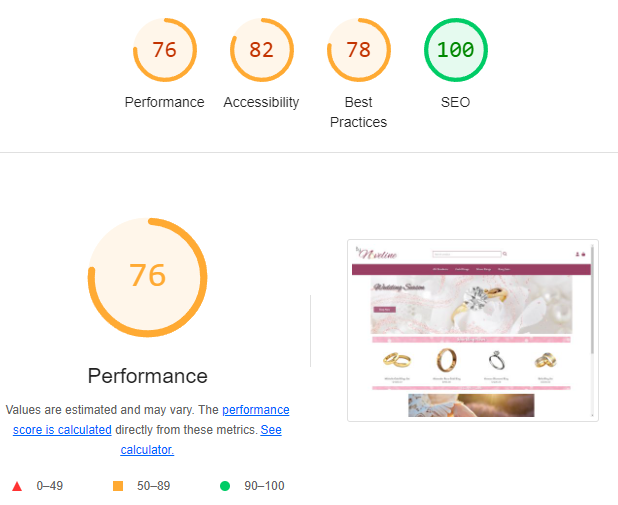 76
82
78
100
Performance
Accessibility
Best
Practices
SEO
76
Performance
Values are estimated and may vary. The performance
score is calculated directly from these metrics. See
calculator.
0–49
50–89
90–100
Wedding Season